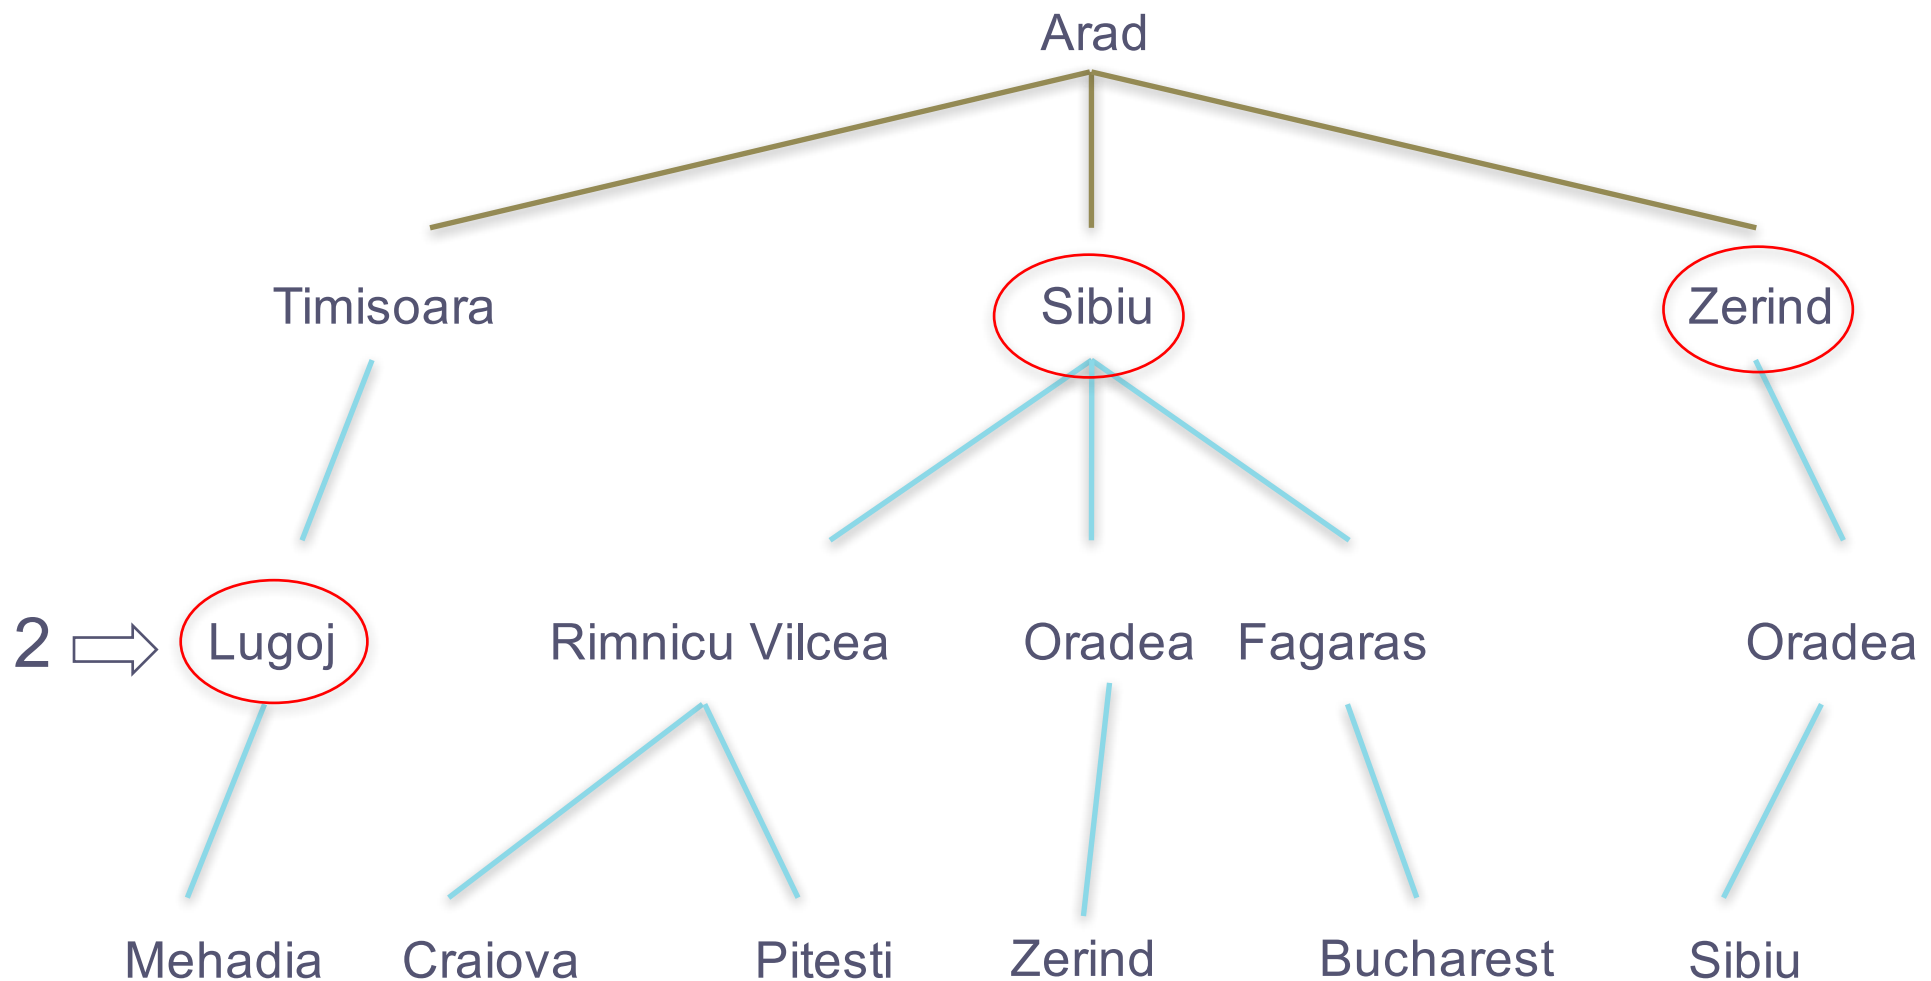 Arad
Timisoara Sibiu Zerind
2 Lugoj Rimnicu Vilcea Oradea Fagaras Oradea
Mehadia Craiova Pitesti Zerind Bucharest Sibiu